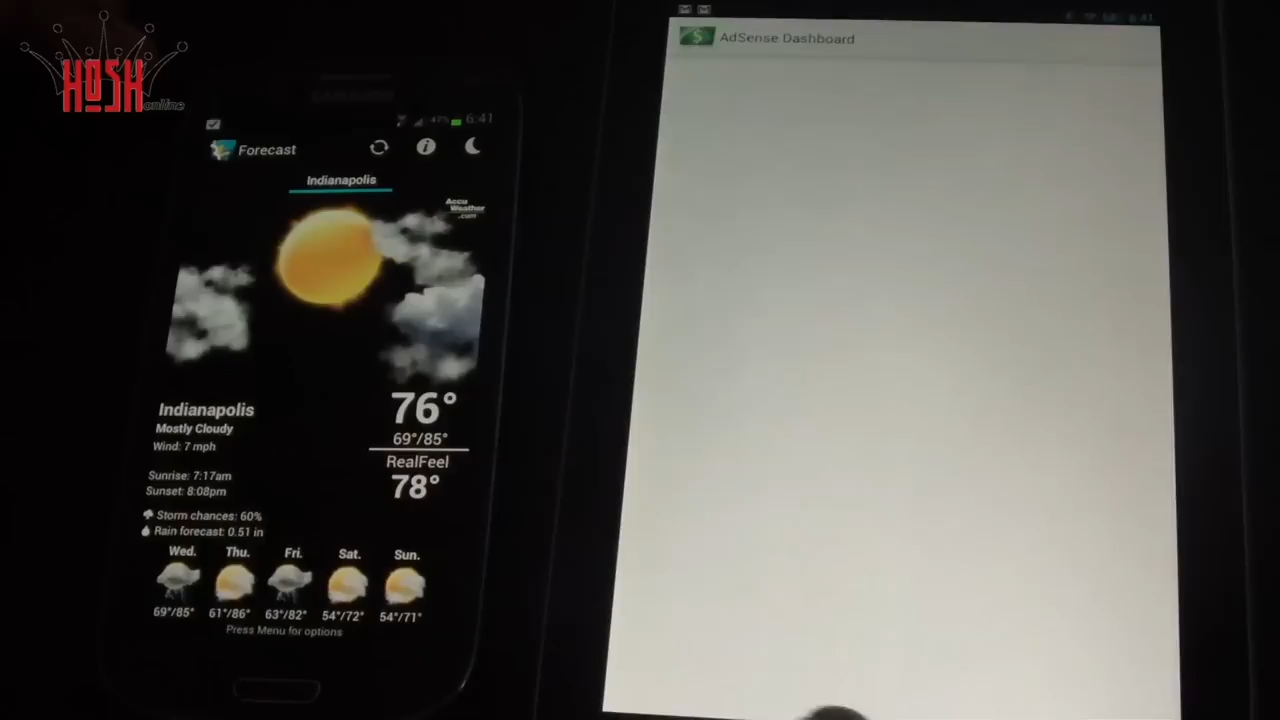 HOSH
online
6:41
Forecast
Indianapolis
Accu
Weather
.com
Indianapolis
Mostly Cloudy
Wind: 7 mph
76°
69°/85°
RealFeel
78°
Sunrise: 7:17am
Sunset: 8:08pm
Storm chances: 60%
Rain forecast: 0.51 in
Wed. Thu. Fri. Sat. Sun.
69°/85° 61°/86° 63°/82° 54°/72° 54°/71°
Press Menu for options
AdSense Dashboard